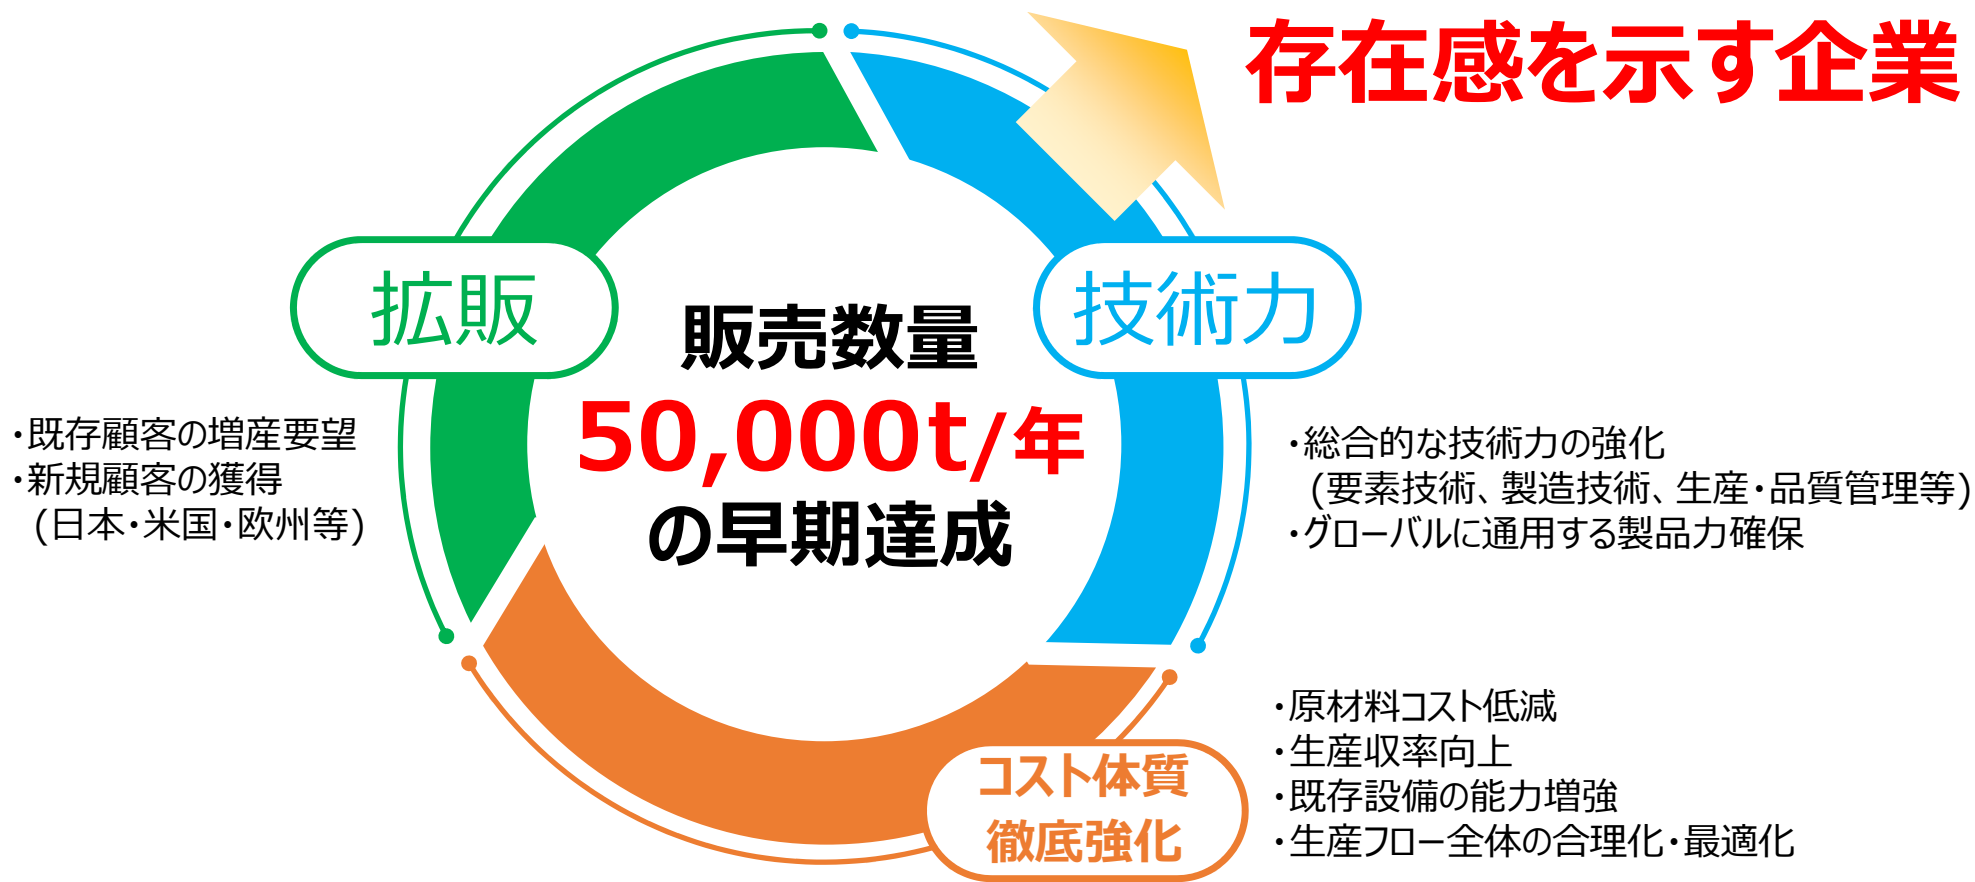 存在感を示す企業
拡販
技術力
販売数量
50,000t/年
の早期達成
・既存顧客の増産要望
・新規顧客の獲得
(日本・米国・欧州等)
・総合的な技術力の強化
(要素技術、製造技術、生産・品質管理等)
・グローバルに通用する製品力確保
コスト体質
徹底強化
・原材料コスト低減
・生産収率向上
・既存設備の能力増強
・生産フロー全体の合理化・最適化